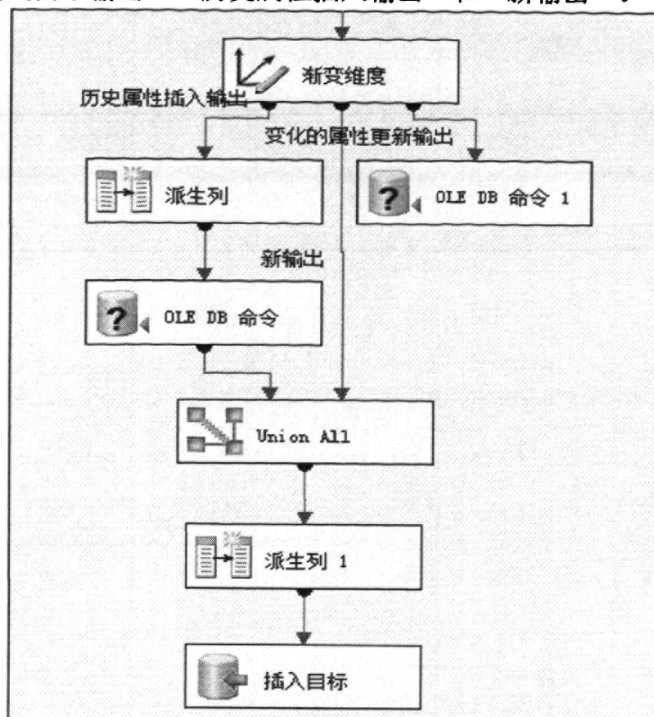 渐变维度
历史属性插入输出
变化的属性更新输出
派生列
OLE DB 命令 1
新输出
OLE DB 命令
Union All
派生列 1
插入目标